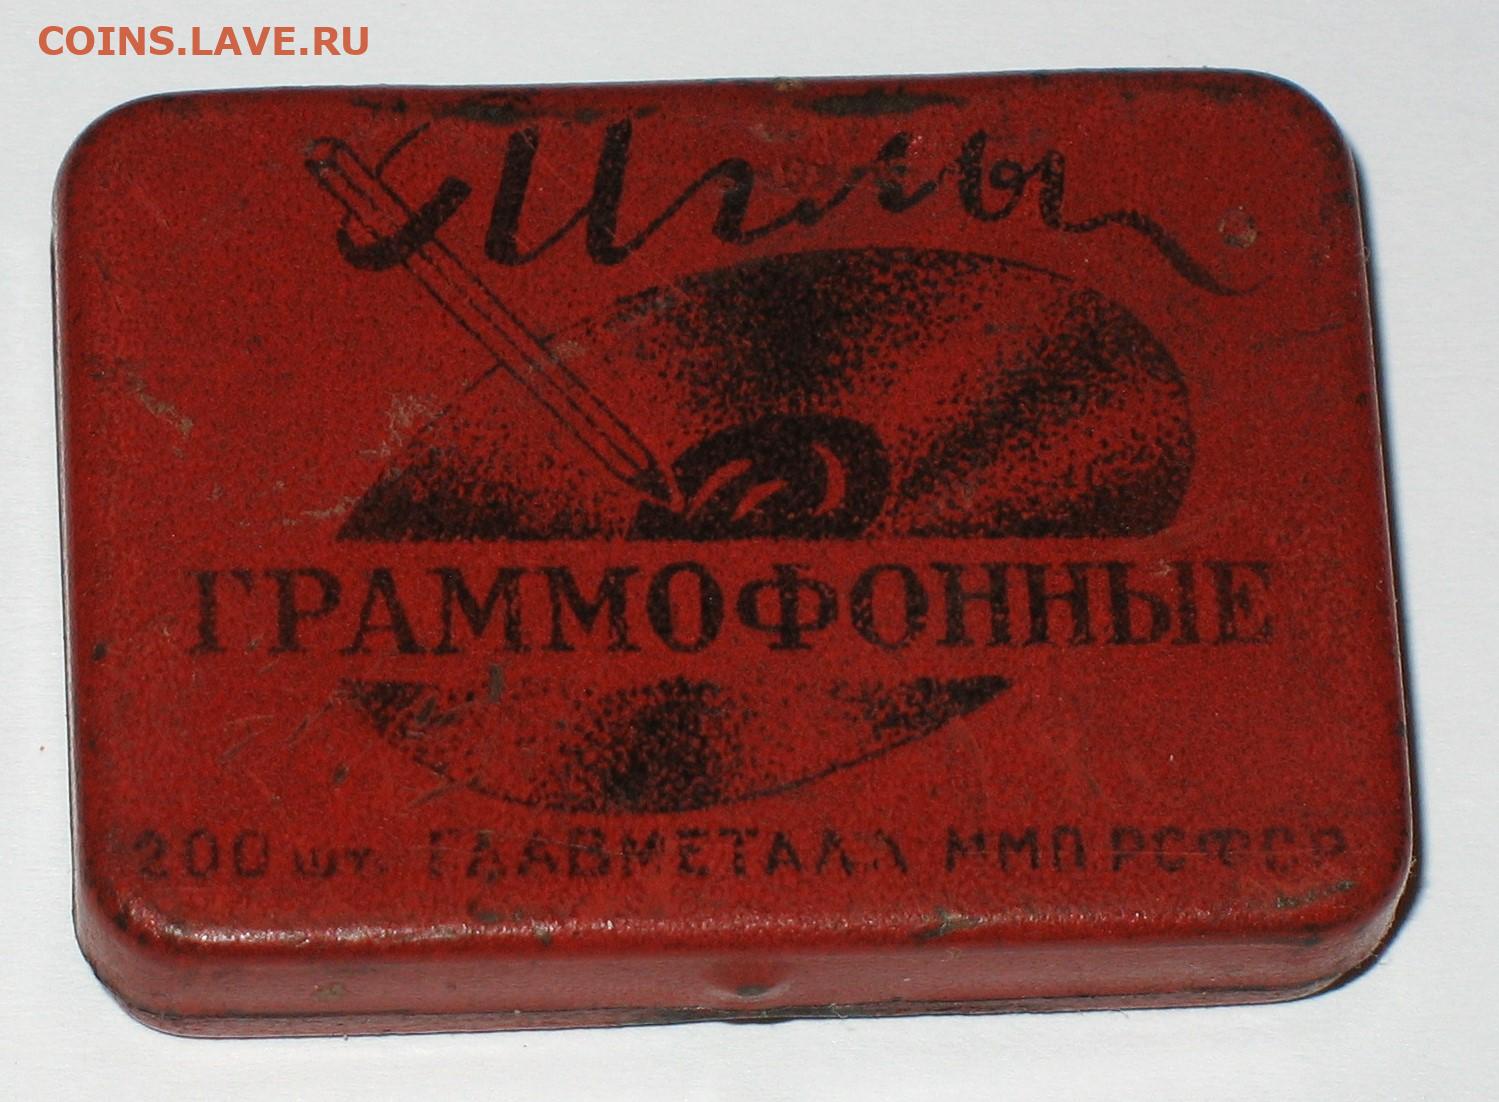 COINS.LAVE.RU
Иглы
ГРАММОФОННЫЕ
200 шт. ГЛАВМЕТАЛЛ ММП РСФСР